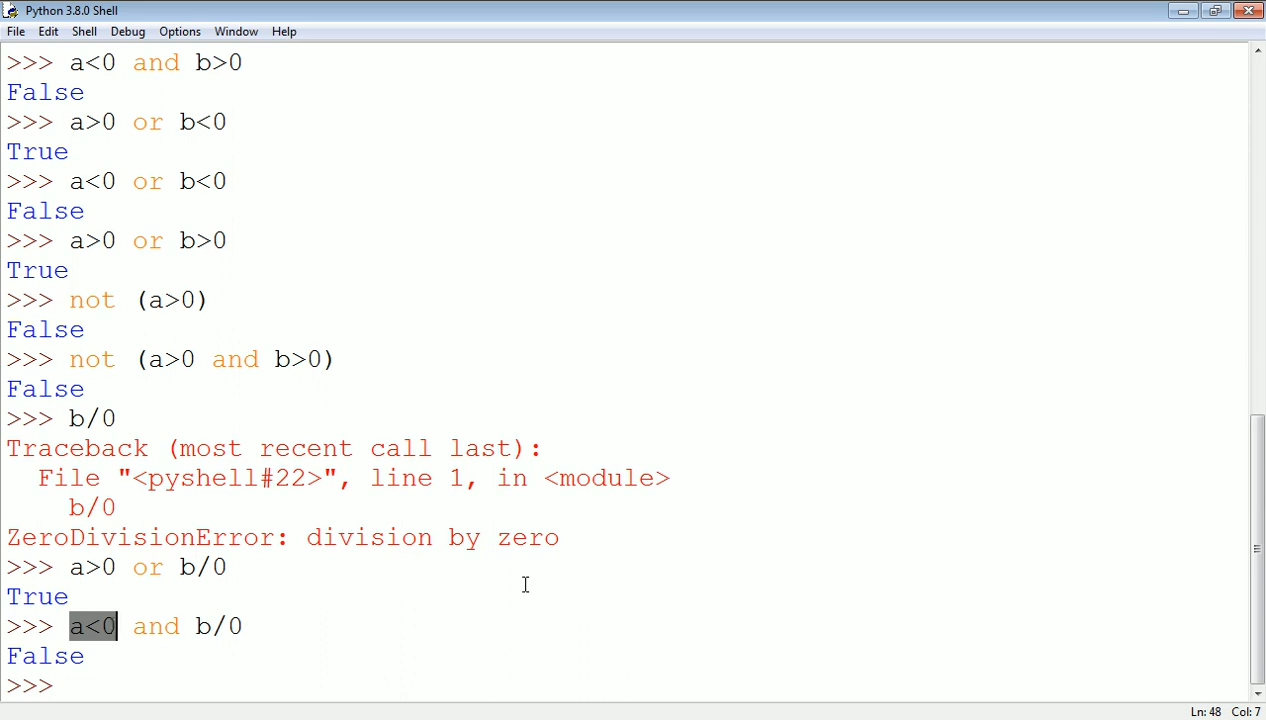 Python 3.8.0 Shell
File Edit Shell Debug Options Window Help
>>> a<0 and b>0
False
>>> a>0 or b<0
True
>>> a<0 or b<0
False
>>> a>0 or b>0
True
>>> not (a>0)
False
>>> not (a>0 and b>0)
False
>>> b/0
Traceback (most recent call last):
  File "<pyshell#22>", line 1, in <module>
    b/0
ZeroDivisionError: division by zero
>>> a>0 or b/0
True
>>> a<0 and b/0
False
>>>
Ln: 48 Col: 7